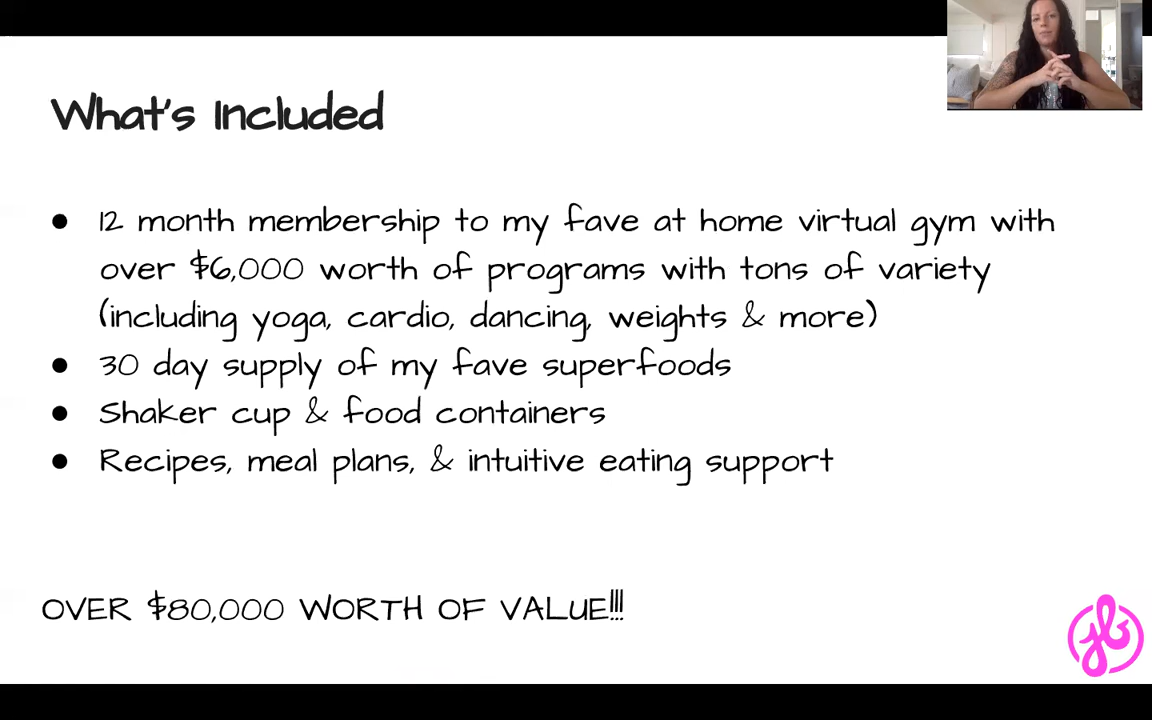 What's Included
12 month membership to my fave at home virtual gym with
over $6,000 worth of programs with tons of variety
(including yoga, cardio, dancing, weights & more)
30 day supply of my fave superfoods
Shaker cup & food containers
Recipes, meal plans, & intuitive eating support
OVER $80,000 WORTH OF VALUE!!!